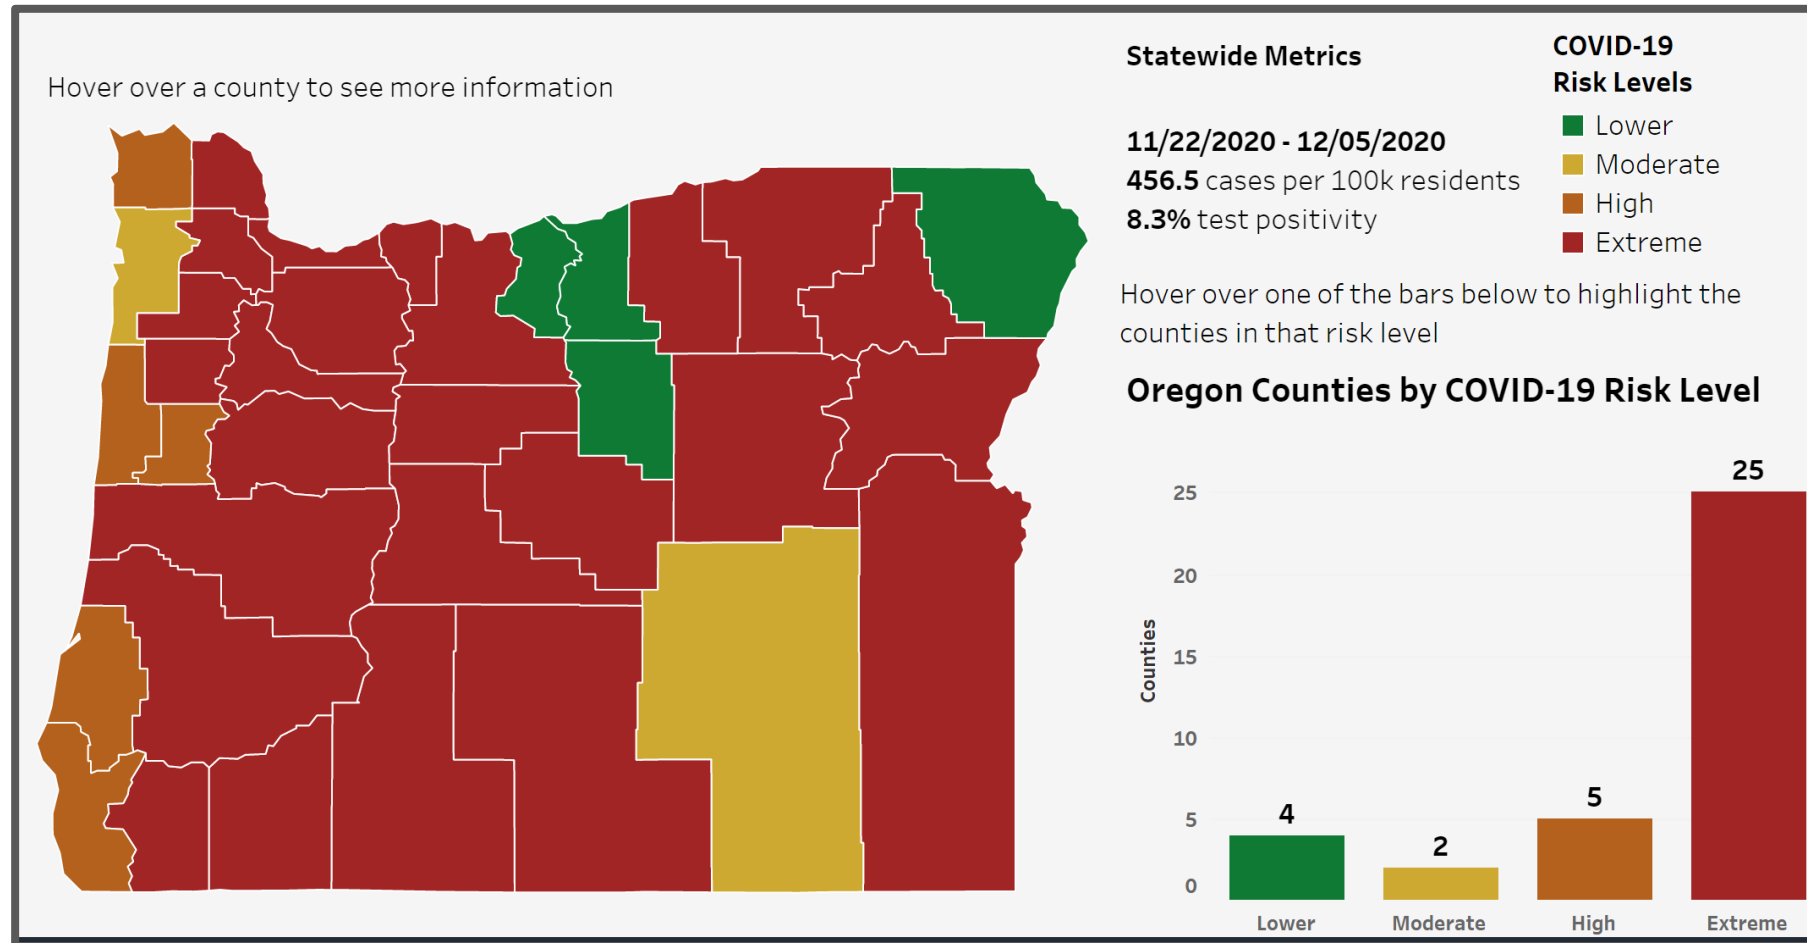 Hover over a county to see more information
Statewide Metrics
11/22/2020 - 12/05/2020
456.5 cases per 100k residents
8.3% test positivity
COVID-19
Risk Levels
Lower
Moderate
High
Extreme
Hover over one of the bars below to highlight the
counties in that risk level
Oregon Counties by COVID-19 Risk Level
Counties
25
20
15
10
5
0
4
2
5
25
Lower
Moderate
High
Extreme